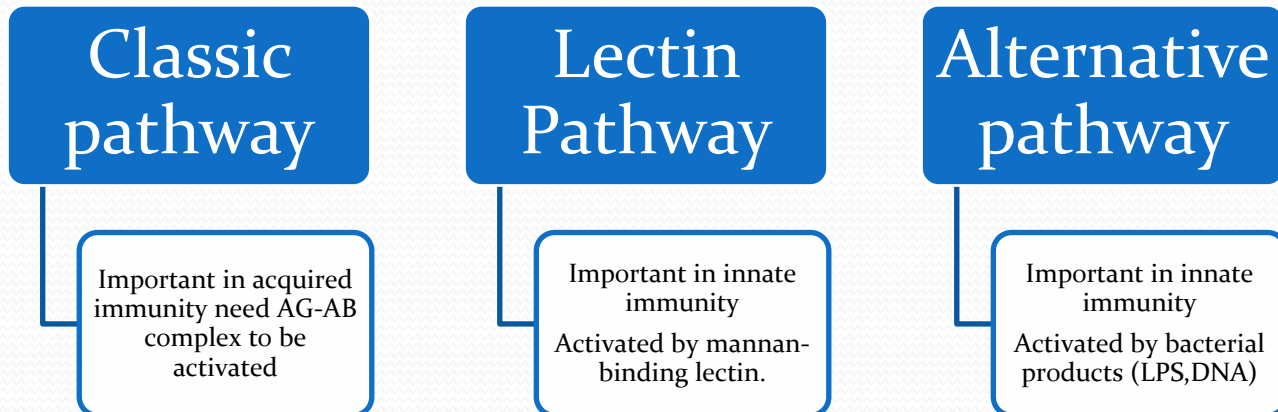 Classic
pathway
Important in acquired
immunity need AG-AB
complex to be
activated
Lectin
Pathway
Important in innate
immunity
Activated by mannan-
binding lectin.
Alternative
pathway
Important in innate
immunity
Activated by bacterial
products (LPS,DNA)